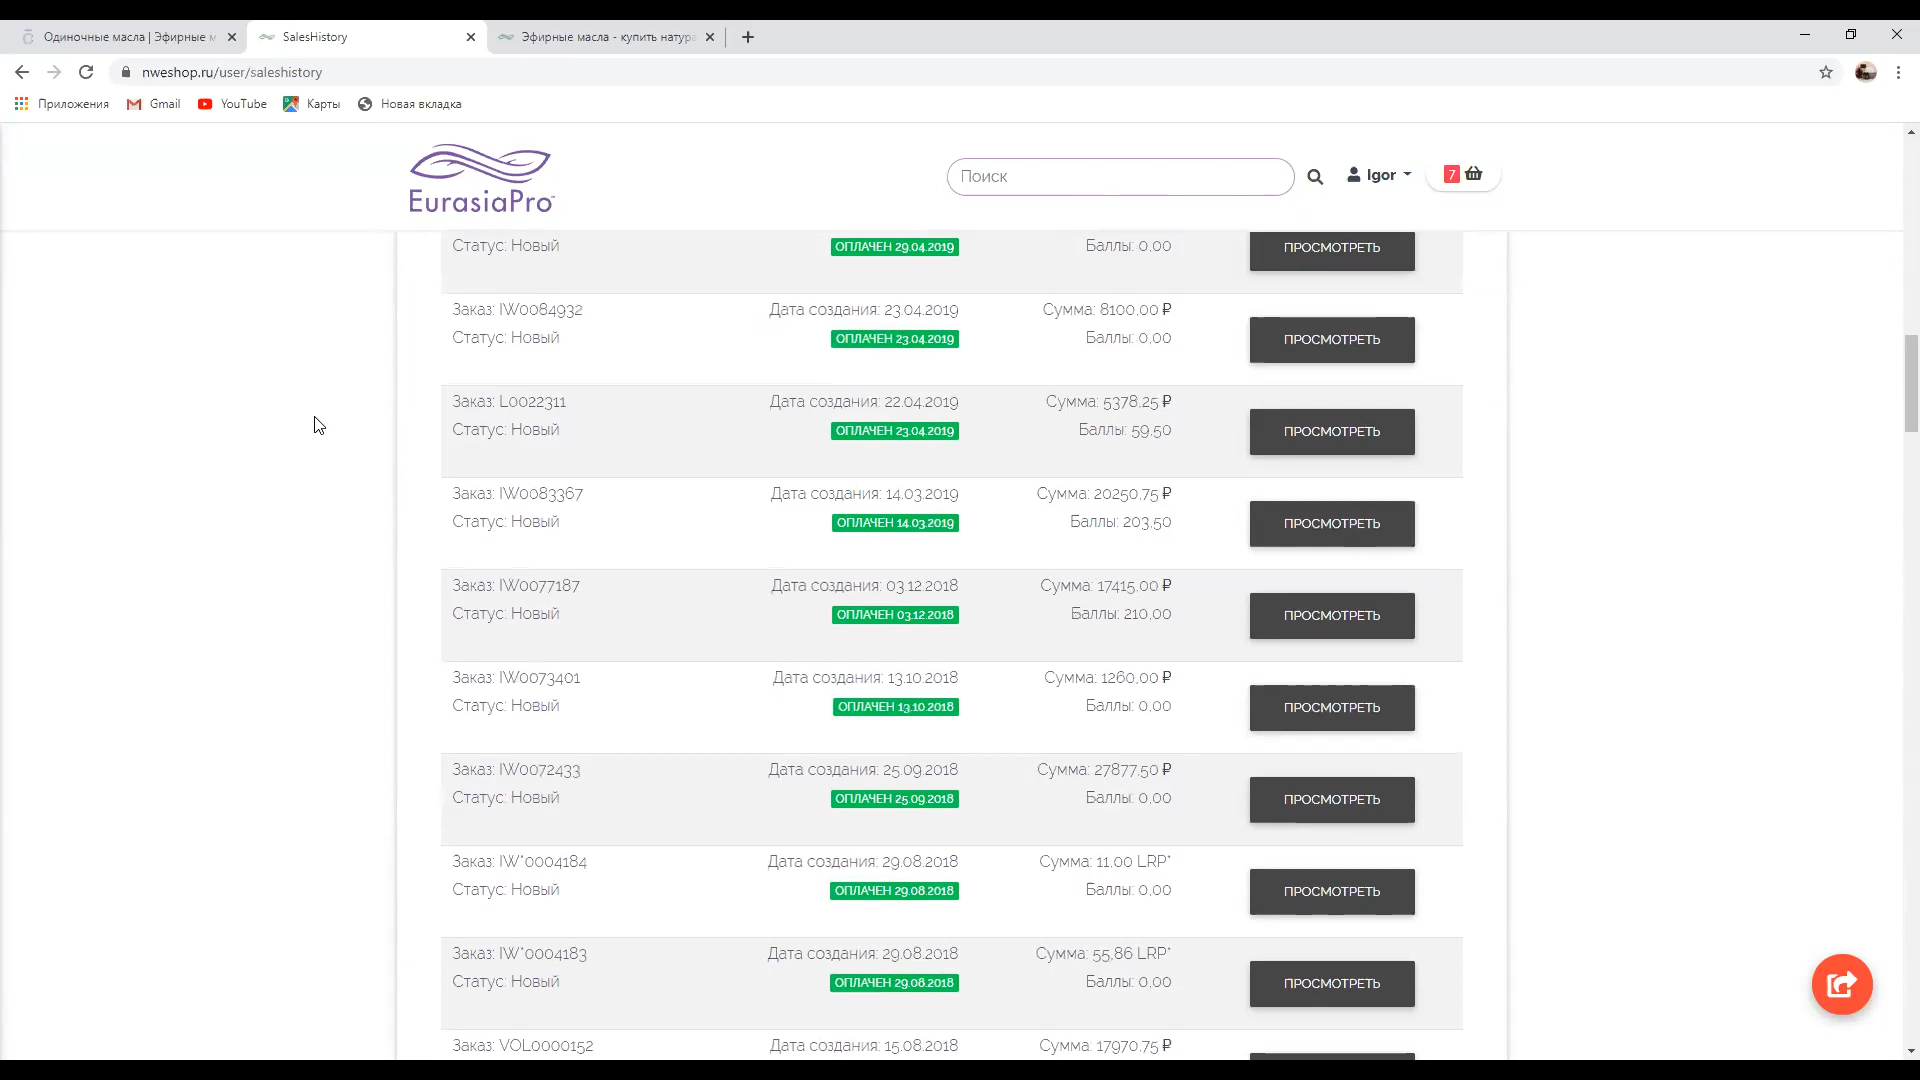 Одиночные масла | Эфирные м
SalesHistory
Эфирные масла - купить натура
nweshop.ru/user/saleshistory
Приложения
Gmail
YouTube
Карты
Новая вкладка
EurasiaPro
Поиск
Igor
7
Статус: Новый
ОПЛАЧЕН 29.04.2019
Баллы: 0,00
ПРОСМОТРЕТЬ
Заказ: IW0084932
Дата создания: 23.04.2019
Сумма: 8100,00 ₽
Статус: Новый
ОПЛАЧЕН 23.04.2019
Баллы: 0,00
ПРОСМОТРЕТЬ
Заказ: L0022311
Дата создания: 22.04.2019
Сумма: 5378,25 ₽
Статус: Новый
ОПЛАЧЕН 23.04.2019
Баллы: 59,50
ПРОСМОТРЕТЬ
Заказ: IW0083367
Дата создания: 14.03.2019
Сумма: 20250,75 ₽
Статус: Новый
ОПЛАЧЕН 14.03.2019
Баллы: 203,50
ПРОСМОТРЕТЬ
Заказ: IW0077187
Дата создания: 03.12.2018
Сумма: 17415,00 ₽
Статус: Новый
ОПЛАЧЕН 03.12.2018
Баллы: 210,00
ПРОСМОТРЕТЬ
Заказ: IW0073401
Дата создания: 13.10.2018
Сумма: 1260,00 ₽
Статус: Новый
ОПЛАЧЕН 13.10.2018
Баллы: 0,00
ПРОСМОТРЕТЬ
Заказ: IW0072433
Дата создания: 25.09.2018
Сумма: 27877,50 ₽
Статус: Новый
ОПЛАЧЕН 25.09.2018
Баллы: 0,00
ПРОСМОТРЕТЬ
Заказ: IW*0004184
Дата создания: 29.08.2018
Сумма: 11.00 LRP*
Статус: Новый
ОПЛАЧЕН 29.08.2018
Баллы: 0,00
ПРОСМОТРЕТЬ
Заказ: IW*0004183
Дата создания: 29.08.2018
Сумма: 55,86 LRP*
Статус: Новый
ОПЛАЧЕН 29.08.2018
Баллы: 0,00
ПРОСМОТРЕТЬ
Заказ: VOL0000152
Дата создания: 15.08.2018
Сумма: 17970,75 ₽